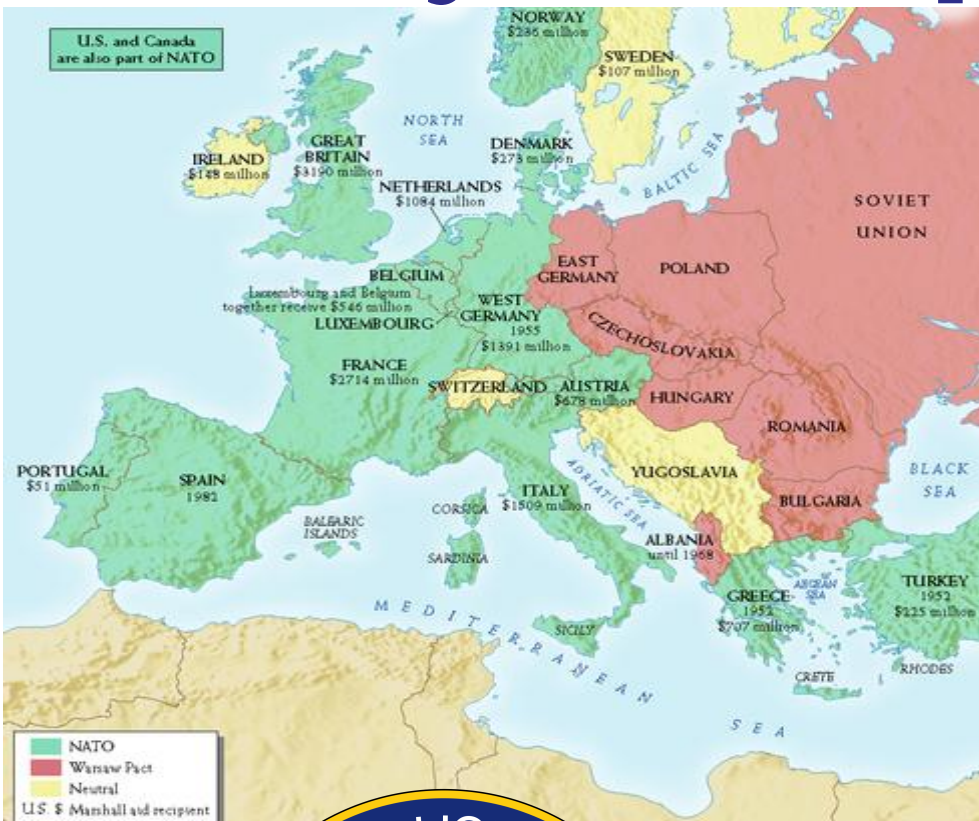 U.S. and Canada
are also part of NATO
NORWAY
$236 million
SWEDEN
$107 million
NORTH
SEA
IRELAND
$148 million
GREAT
BRITAIN
$3190 million
DENMARK
$273 million
NETHERLANDS
$1084 million
BALTIC SEA
SOVIET
UNION
EAST
GERMANY
POLAND
BELGIUM
Luxembourg and Belgium
together receive $546 million
LUXEMBOURG
WEST
GERMANY
1955
$1391 million
CZECHOSLOVAKIA
FRANCE
$2714 million
SWITZERLAND
AUSTRIA
$678 million
HUNGARY
ROMANIA
PORTUGAL
$51 million
SPAIN
1982
ITALY
$1509 million
ADRIATIC SEA
YUGOSLAVIA
BULGARIA
BLACK
SEA
CORSICA
BALEARIC
ISLANDS
SARDINIA
ALBANIA
until 1968
GREECE
1952
$707 million
AEGEAN
SEA
TURKEY
1952
$225 million
MEDITERRANEAN
SEA
SICILY
CRETE
RHODES
NATO
Warsaw Pact
Neutral
U.S. $ Marshall aid recipient